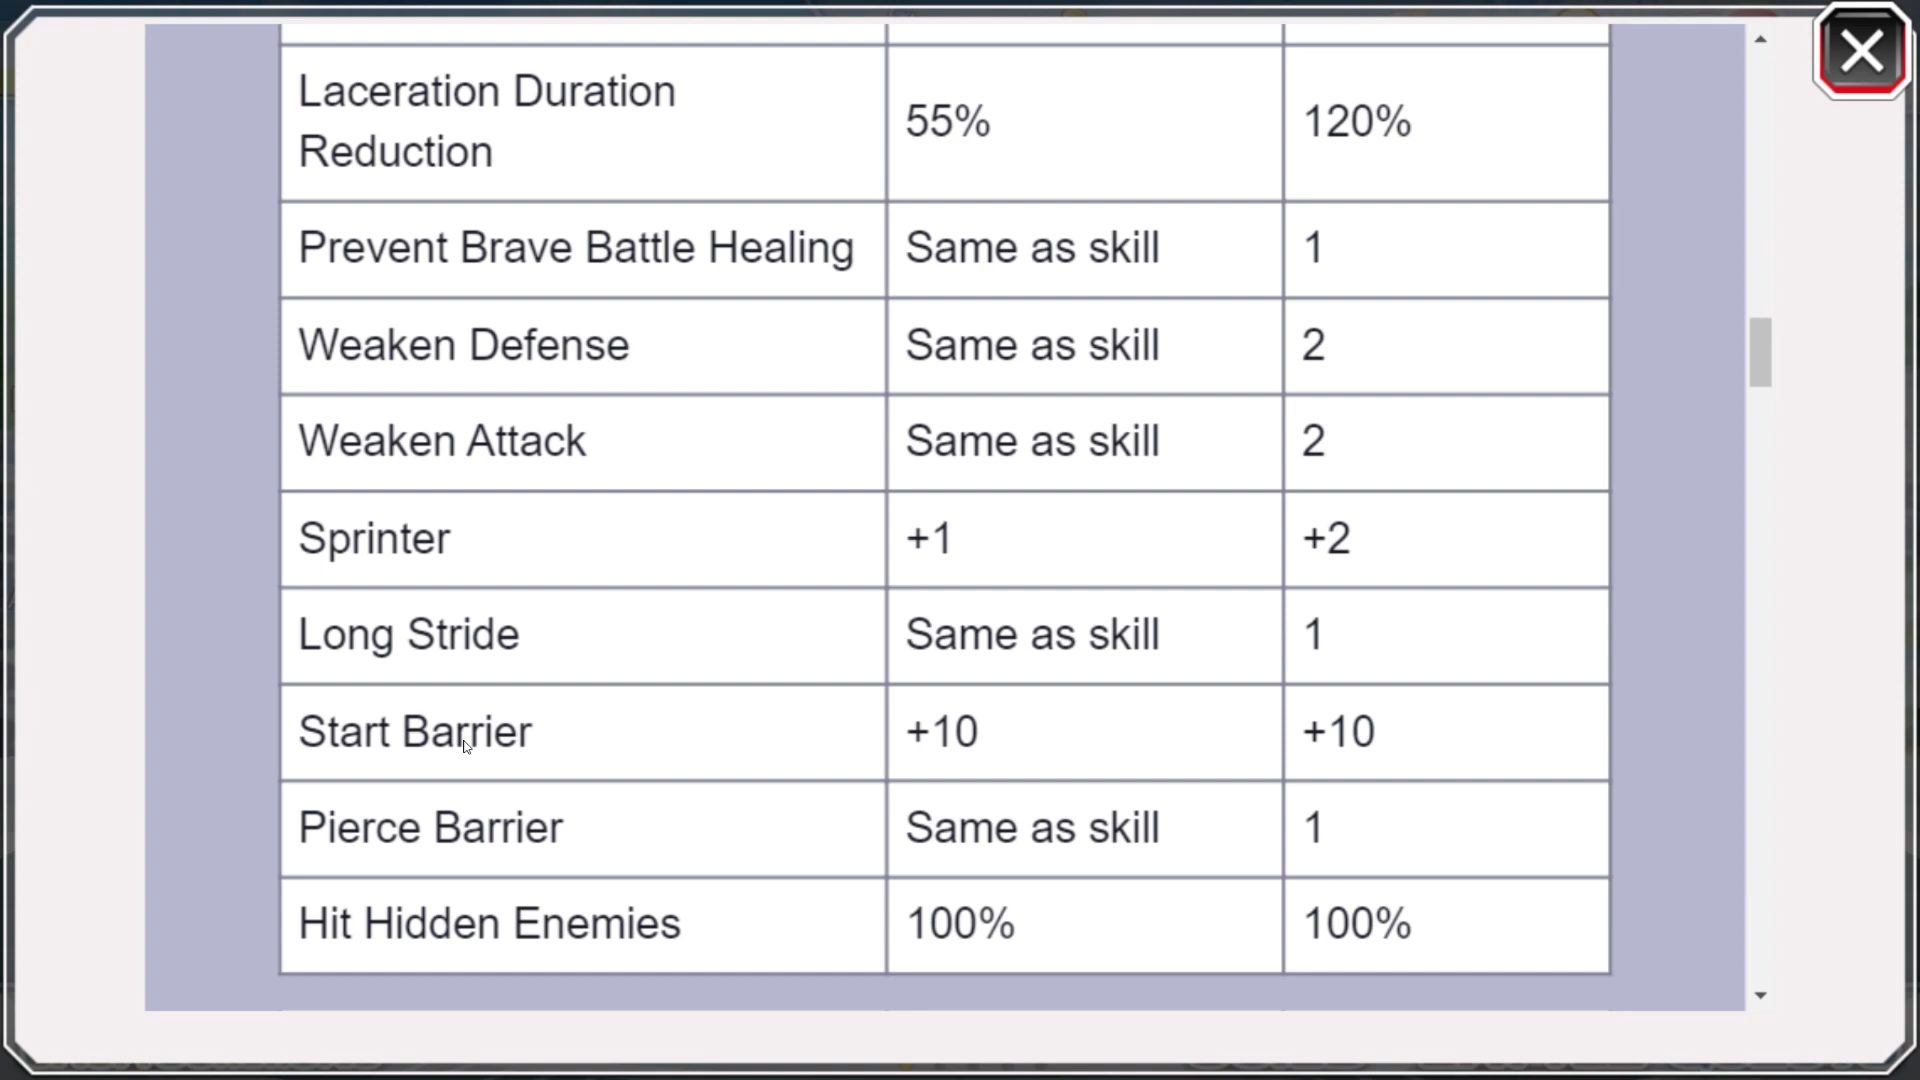 Laceration Duration
Reduction 55% 120%
Prevent Brave Battle Healing Same as skill 1
Weaken Defense Same as skill 2
Weaken Attack Same as skill 2
Sprinter +1 +2
Long Stride Same as skill 1
Start Barrier +10 +10
Pierce Barrier Same as skill 1
Hit Hidden Enemies 100% 100%